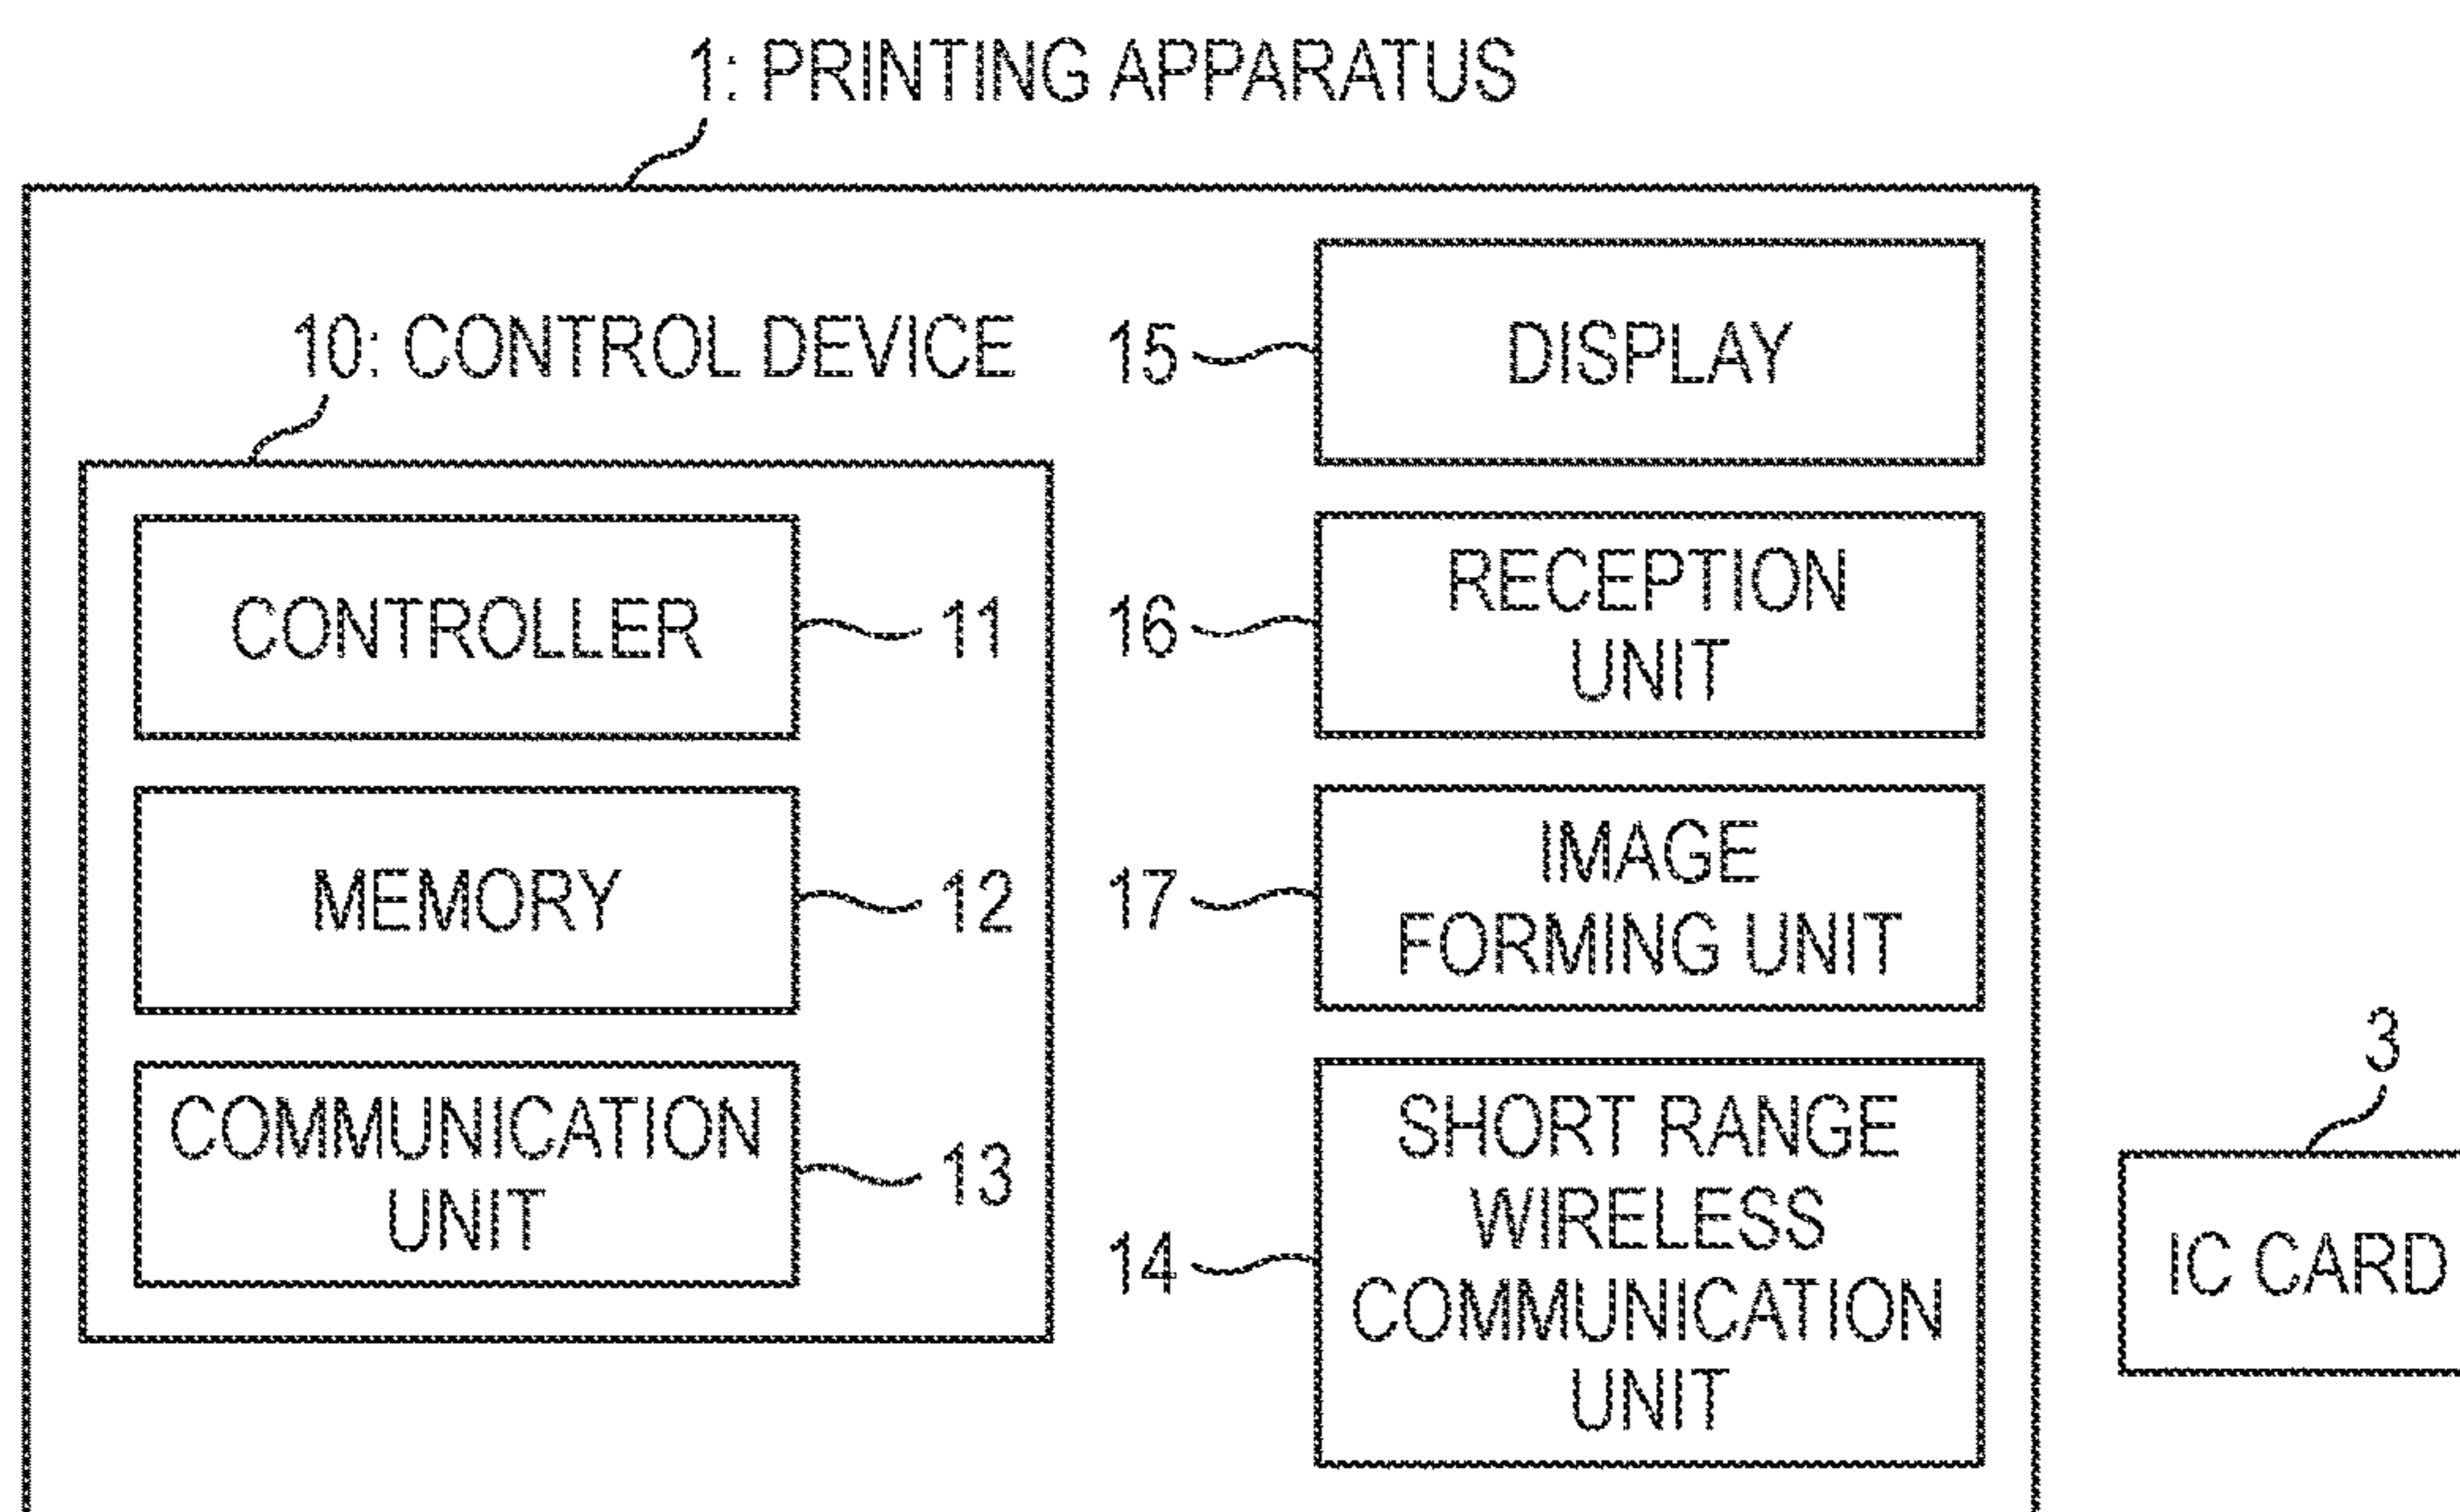 1: PRINTING APPARATUS
10: CONTROL DEVICE
CONTROLLER
11
MEMORY
12
COMMUNICATION
UNIT
13
15
DISPLAY
16
RECEPTION
UNIT
17
IMAGE
FORMING UNIT
14
SHORT RANGE
WIRELESS
COMMUNICATION
UNIT
3
IC CARD